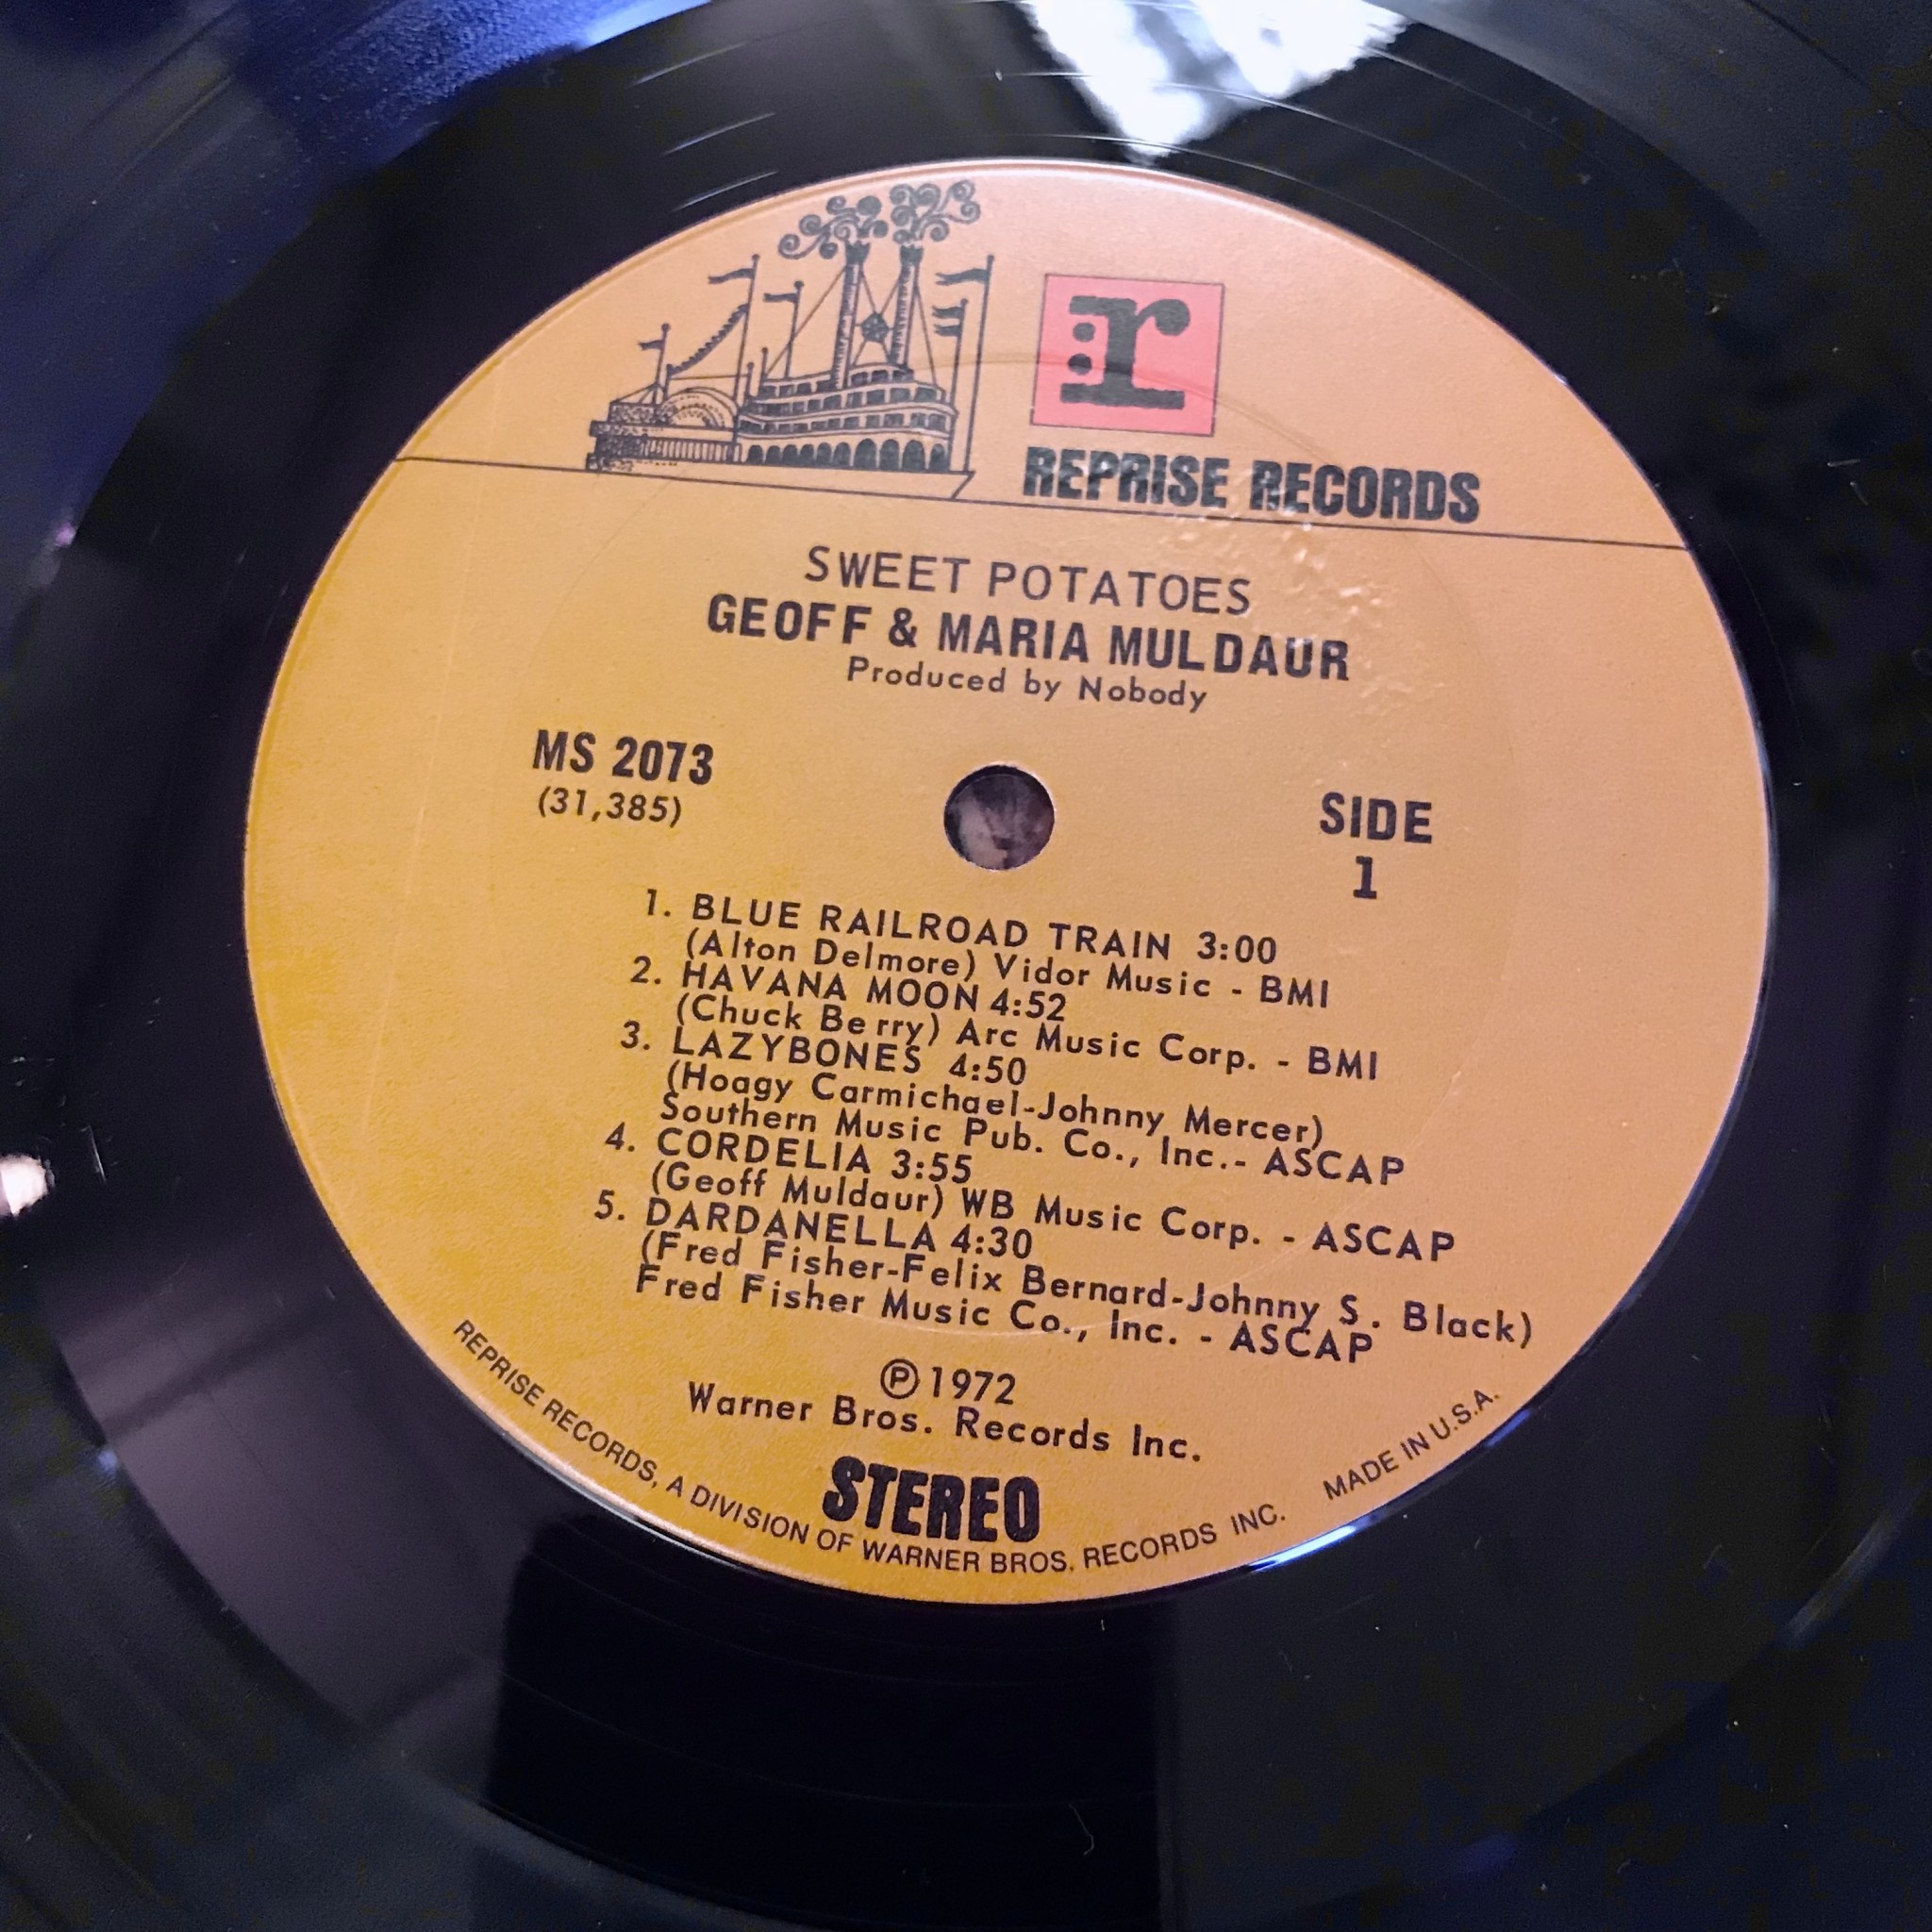 r:
REPRISE RECORDS
SWEET POTATOES
GEOFF & MARIA MULDAUR
Produced by Nobody
MS 2073
(31,385)
SIDE
1
1. BLUE RAILROAD TRAIN 3:00
(Alton Delmore) Vidor Music - BMI
2. HAVANA MOON 4:52
(Chuck Berry) Arc Music Corp. - BMI
3. LAZYBONES 4:50
(Hoagy Carmichael-Johnny Mercer)
Southern Music Pub. Co., Inc.- ASCAP
4. CORDELIA 3:55
(Geoff Muldaur) WB Music Corp. - ASCAP
5. DARDANELLA 4:30
(Fred Fisher-Felix Bernard-Johnny S. Black)
Fred Fisher Music Co., Inc. - ASCAP
℗ 1972
Warner Bros. Records Inc.
STEREO
REPRISE RECORDS, A DIVISION OF WARNER BROS. RECORDS INC. MADE IN U.S.A.